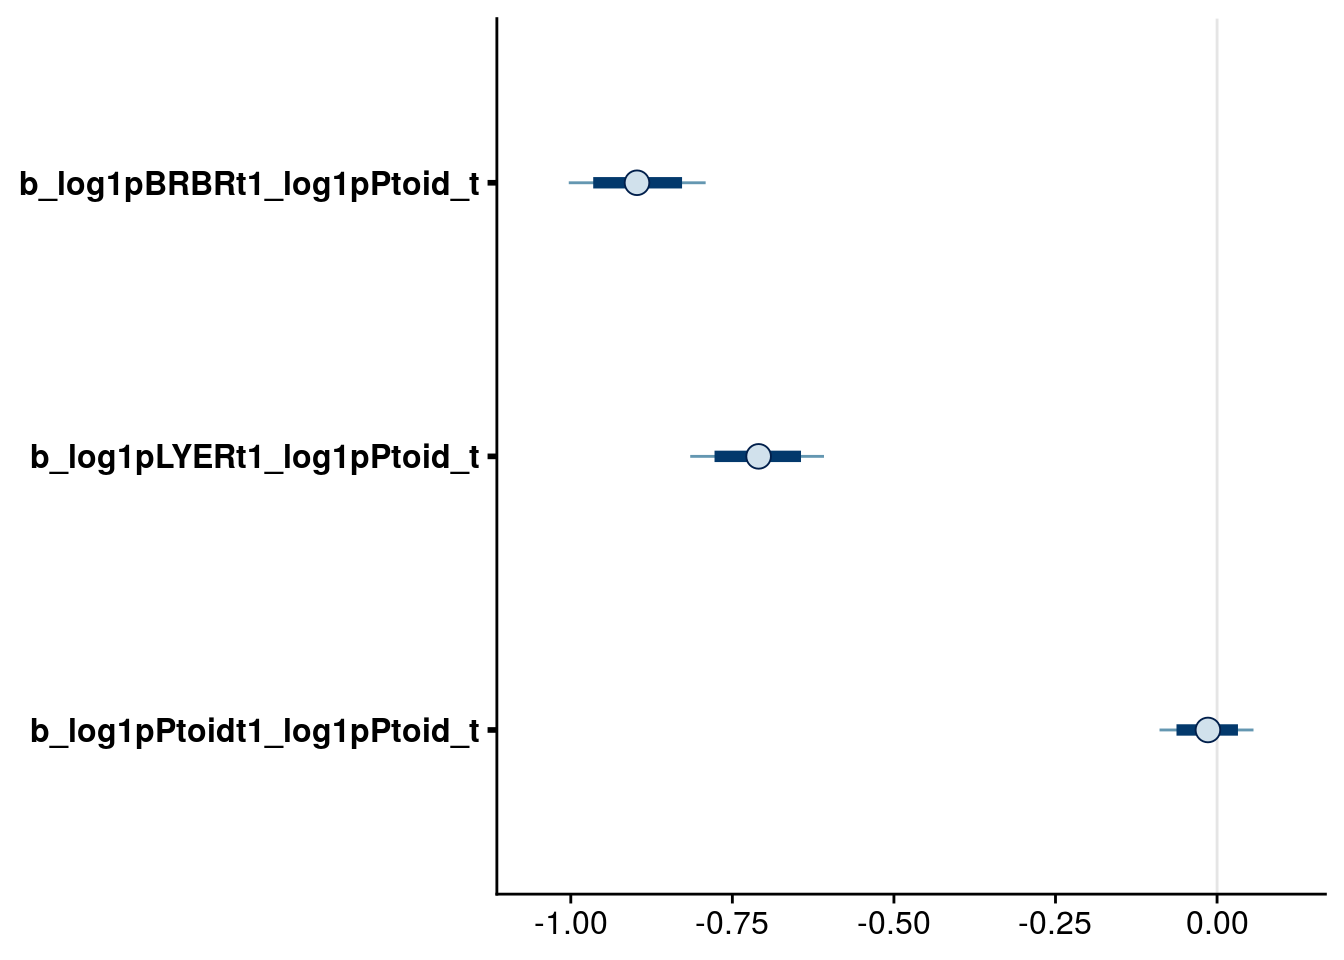 b_log1pBRBRt1_log1pPtoid_t
b_log1pLYERt1_log1pPtoid_t
b_log1pPtoidt1_log1pPtoid_t
-1.00 -0.75 -0.50 -0.25 0.00